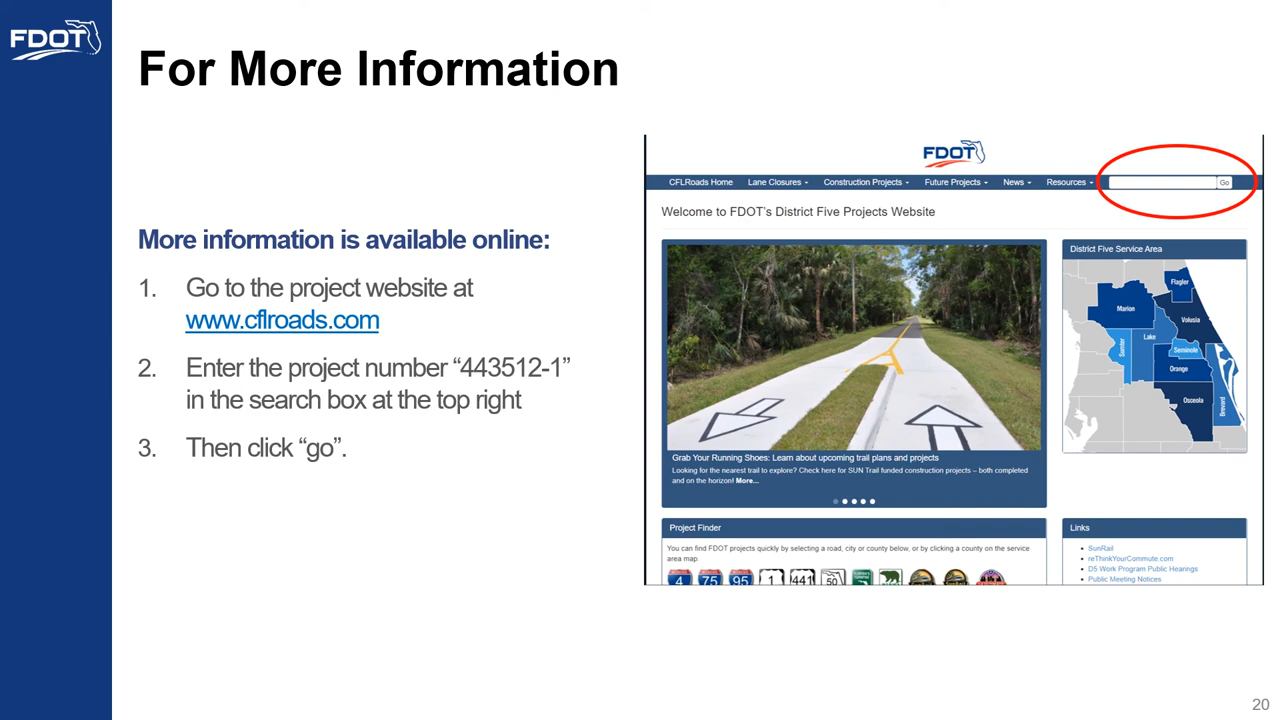 FDOT
For More Information
More information is available online:
1. Go to the project website at
www.cflroads.com
2. Enter the project number “443512-1”
in the search box at the top right
3. Then click “go”.
FDOT
CFLRoads Home Lane Closures Construction Projects Future Projects News Resources Go
Welcome to FDOT's District Five Projects Website
Grab Your Running Shoes: Learn about upcoming trail plans and projects
Looking for the nearest trail to explore? Check here for SUN Trail funded construction projects – both completed
and on the horizon! More...
District Five Service Area
Flagler
Marion
Volusia
Lake
Sumter
Seminole
Orange
Osceola
Brevard
Project Finder
You can find FDOT projects quickly by selecting a road, city or county below, or by clicking a county on the service
area map.
4 75 95 1 441 50
Links
SunRail
reThinkYourCommute.com
D5 Work Program Public Hearings
Public Meeting Notices
20